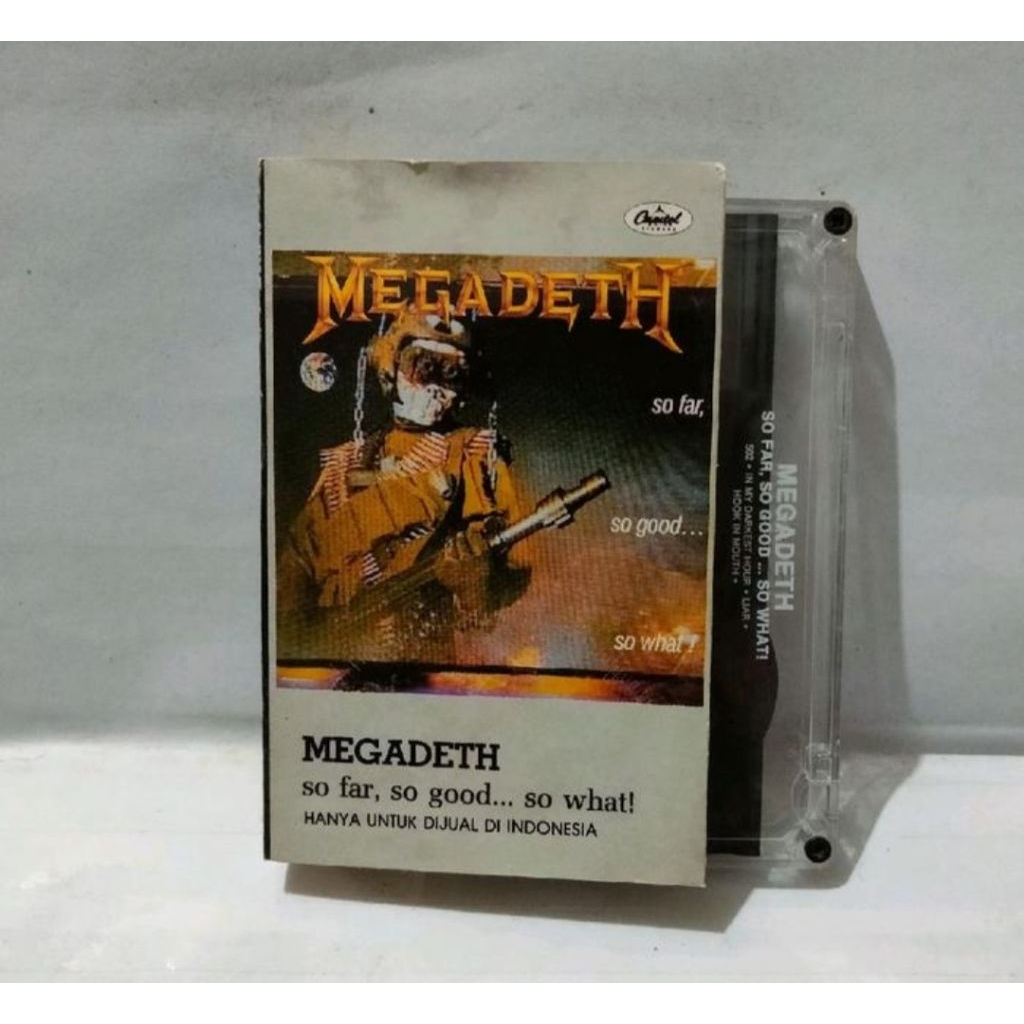 Capitol
MEGADETH
so far,
so good...
so what!
MEGADETH
so far, so good... so what!
HANYA UNTUK DIJUAL DI INDONESIA
MEGADETH
SO FAR, SO GOOD ... SO WHAT!
502 • IN MY DARKEST HOUR • LIAR •
HOOK IN MOUTH •